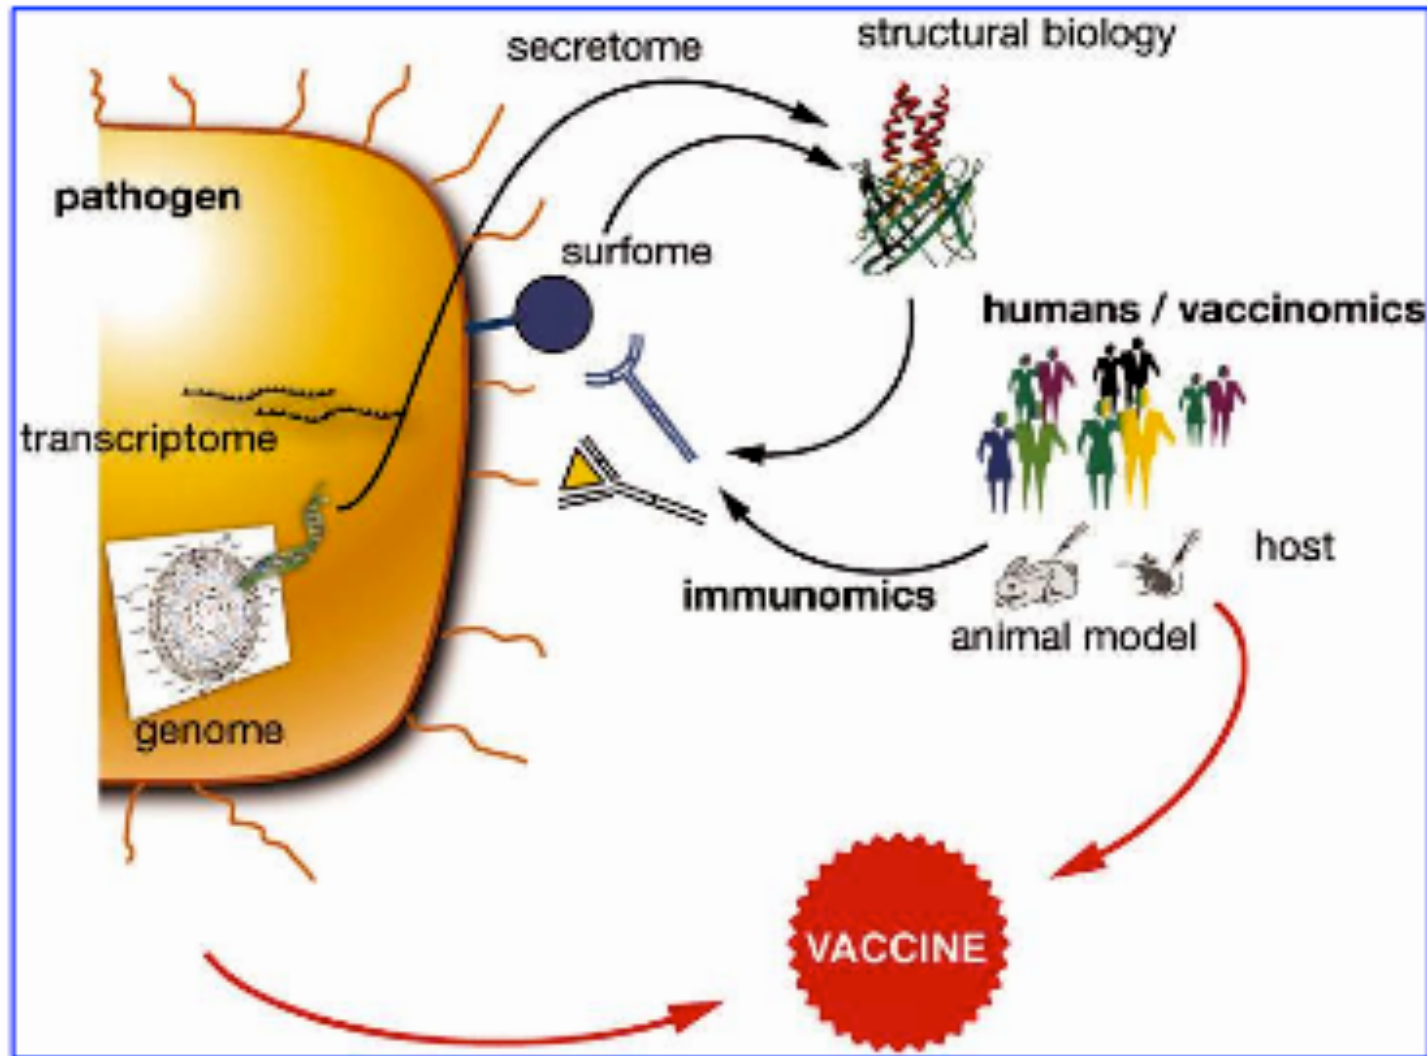 secretome
structural biology
pathogen
surfome
humans / vaccinomics
transcriptome
host
immunomics
animal model
genome
VACCINE